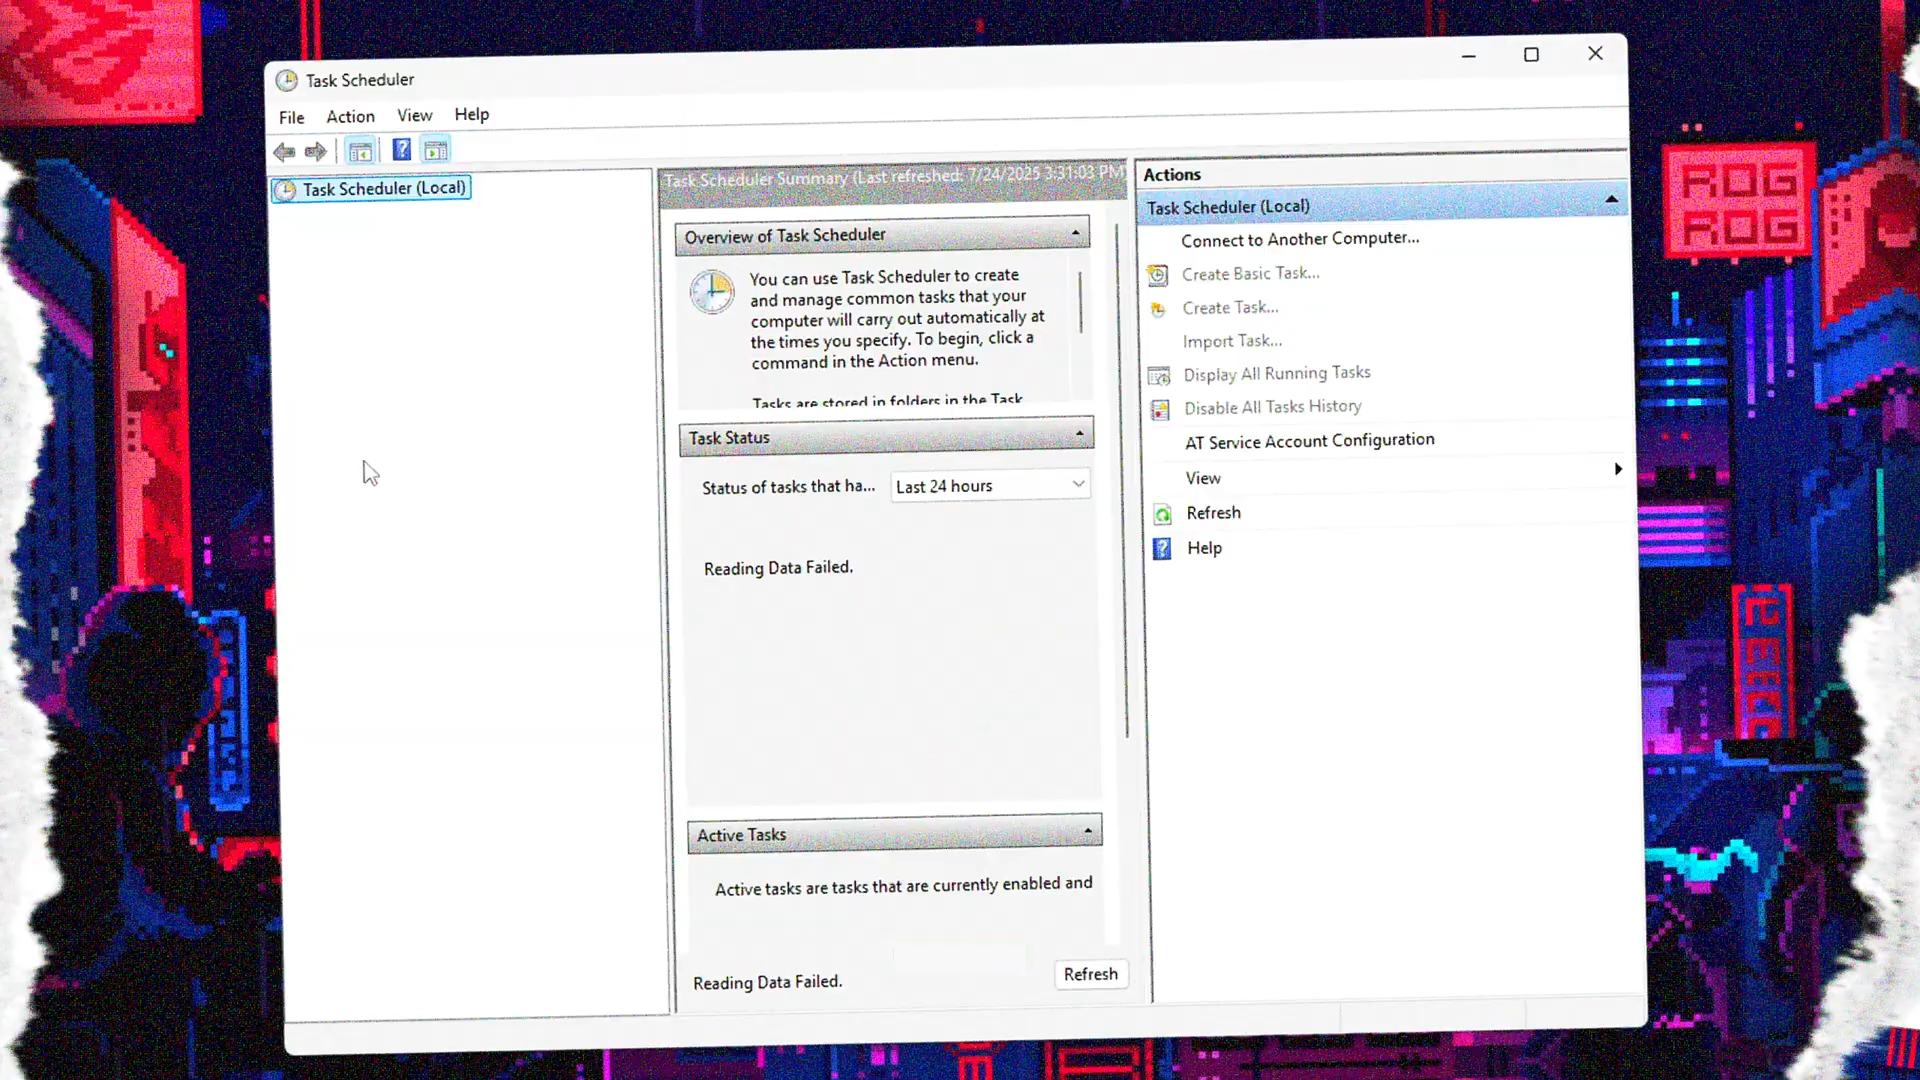 Task Scheduler
File Action View Help
Task Scheduler (Local)
Task Scheduler Summary (Last refreshed: 7/24/2025 3:31:03 PM
Overview of Task Scheduler
You can use Task Scheduler to create
and manage common tasks that your
computer will carry out automatically at
the times you specify. To begin, click a
command in the Action menu.
Tasks are stored in folders in the Task
Task Status
Status of tasks that ha... Last 24 hours
Reading Data Failed.
Active Tasks
Active tasks are tasks that are currently enabled and
Reading Data Failed.
Refresh
Actions
Task Scheduler (Local)
Connect to Another Computer...
Create Basic Task...
Create Task...
Import Task...
Display All Running Tasks
Disable All Tasks History
AT Service Account Configuration
View
Refresh
Help
ROG
ROG